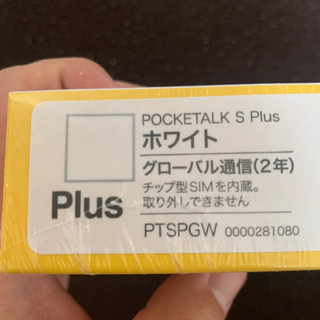 POCKETALK S Plus
ホワイト
グローバル通信(2年)
チップ型SIMを内蔵。
取り外しできません
Plus
PTSPGW 0000281080